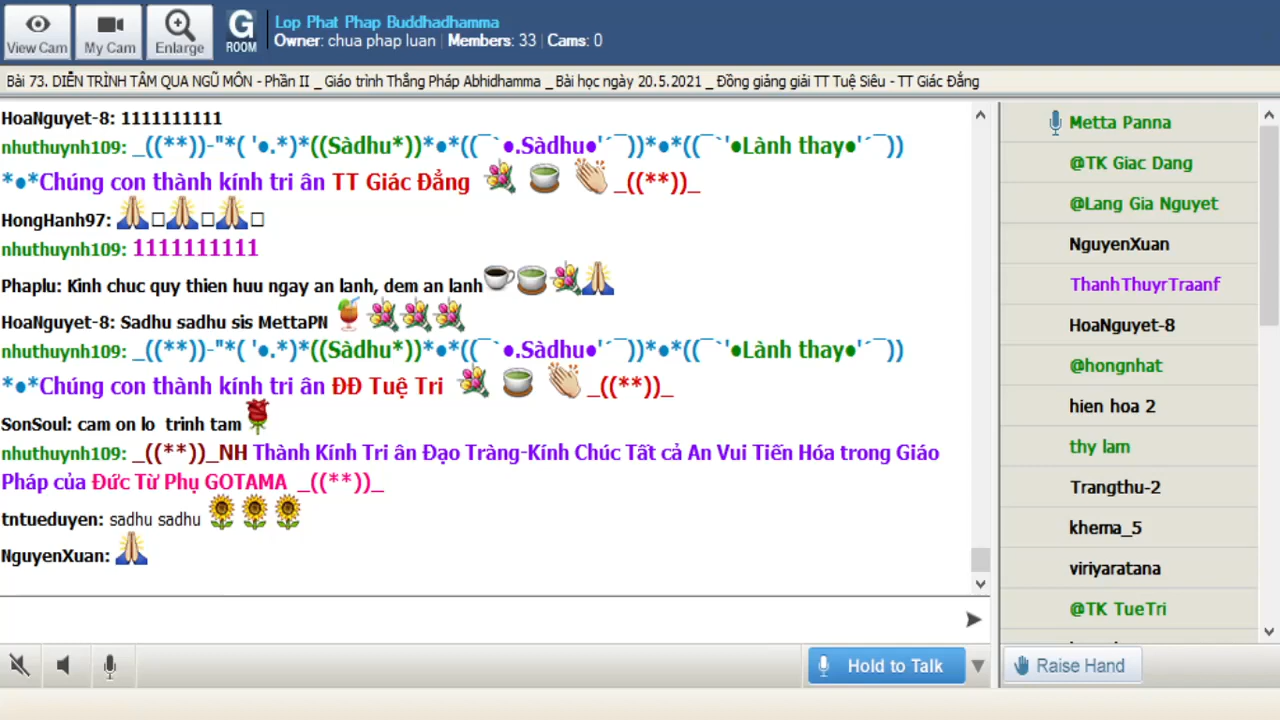 View Cam
My Cam
Enlarge
G
ROOM
Lop Phat Phap Buddhadhamma
Owner: chua phap luan | Members: 33 | Cams: 0
Bài 73. DIỄN TRÌNH TÂM QUA NGŨ MÔN - Phần II _ Giáo trình Thắng Pháp Abhidhamma _ Bài học ngày 20.5.2021 _ Đồng giảng giải TT Tuệ Siêu - TT Giác Đẳng
HoaNguyet-8: 1111111111
nhuthuynh109: _((**))-"*( '●.*)*((Sàdhu*))*●*((¯`●.Sàdhu●'´¯))*●*((¯`'●Lành thay●'´¯))
*●*Chúng con thành kính tri ân TT Giác Đẳng _((**))_
HongHanh97:
nhuthuynh109: 1111111111
Phaplu: Kinh chuc quy thien huu ngay an lanh, dem an lanh
HoaNguyet-8: Sadhu sadhu sis MettaPN
nhuthuynh109: _((**))-"*( '●.*)*((Sàdhu*))*●*((¯`●.Sàdhu●'´¯))*●*((¯`'●Lành thay●'´¯))
*●*Chúng con thành kính tri ân ĐĐ Tuệ Tri _((**))_
SonSoul: cam on lo  trinh tam
nhuthuynh109: _((**))_NH Thành Kính Tri ân Đạo Tràng-Kính Chúc Tất cả An Vui Tiến Hóa trong Giáo
Pháp của Đức Từ Phụ GOTAMA _((**))_
tntueduyen: sadhu sadhu
NguyenXuan:
Metta Panna
@TK Giac Dang
@Lang Gia Nguyet
NguyenXuan
ThanhThuyrTraanf
HoaNguyet-8
@hongnhat
hien hoa 2
thy lam
Trangthu-2
khema_5
viriyaratana
@TK TueTri
Hold to Talk
Raise Hand